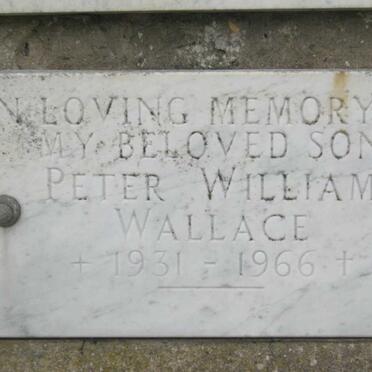 N LOVING MEMORY
MY BELOVED SON
PETER WILLIAM
WALLACE
+ 1931 - 1966 +